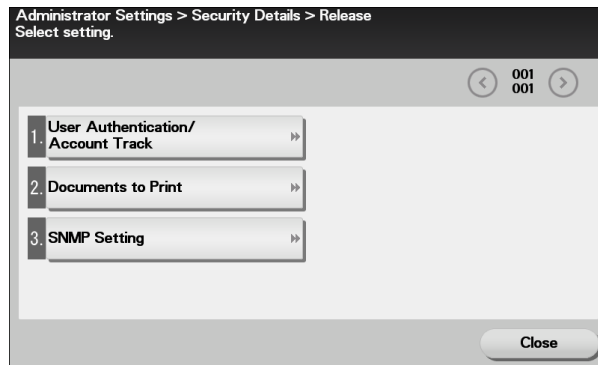 Administrator Settings > Security Details > Release
Select setting.
001
001
1. User Authentication/
Account Track
2. Documents to Print
3. SNMP Setting
Close